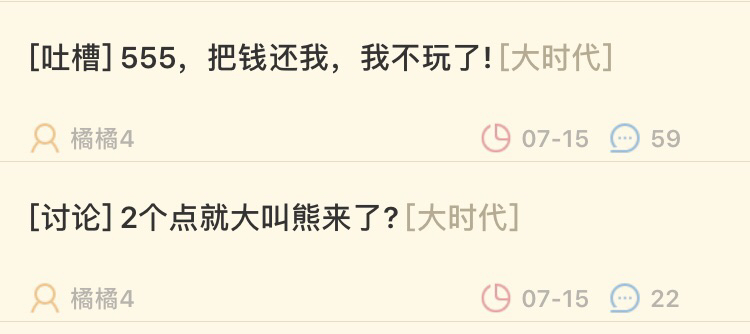 [吐槽] 555，把钱还我，我不玩了! [大时代]
橘橘4 07-15 59
[讨论] 2个点就大叫熊来了? [大时代]
橘橘4 07-15 22